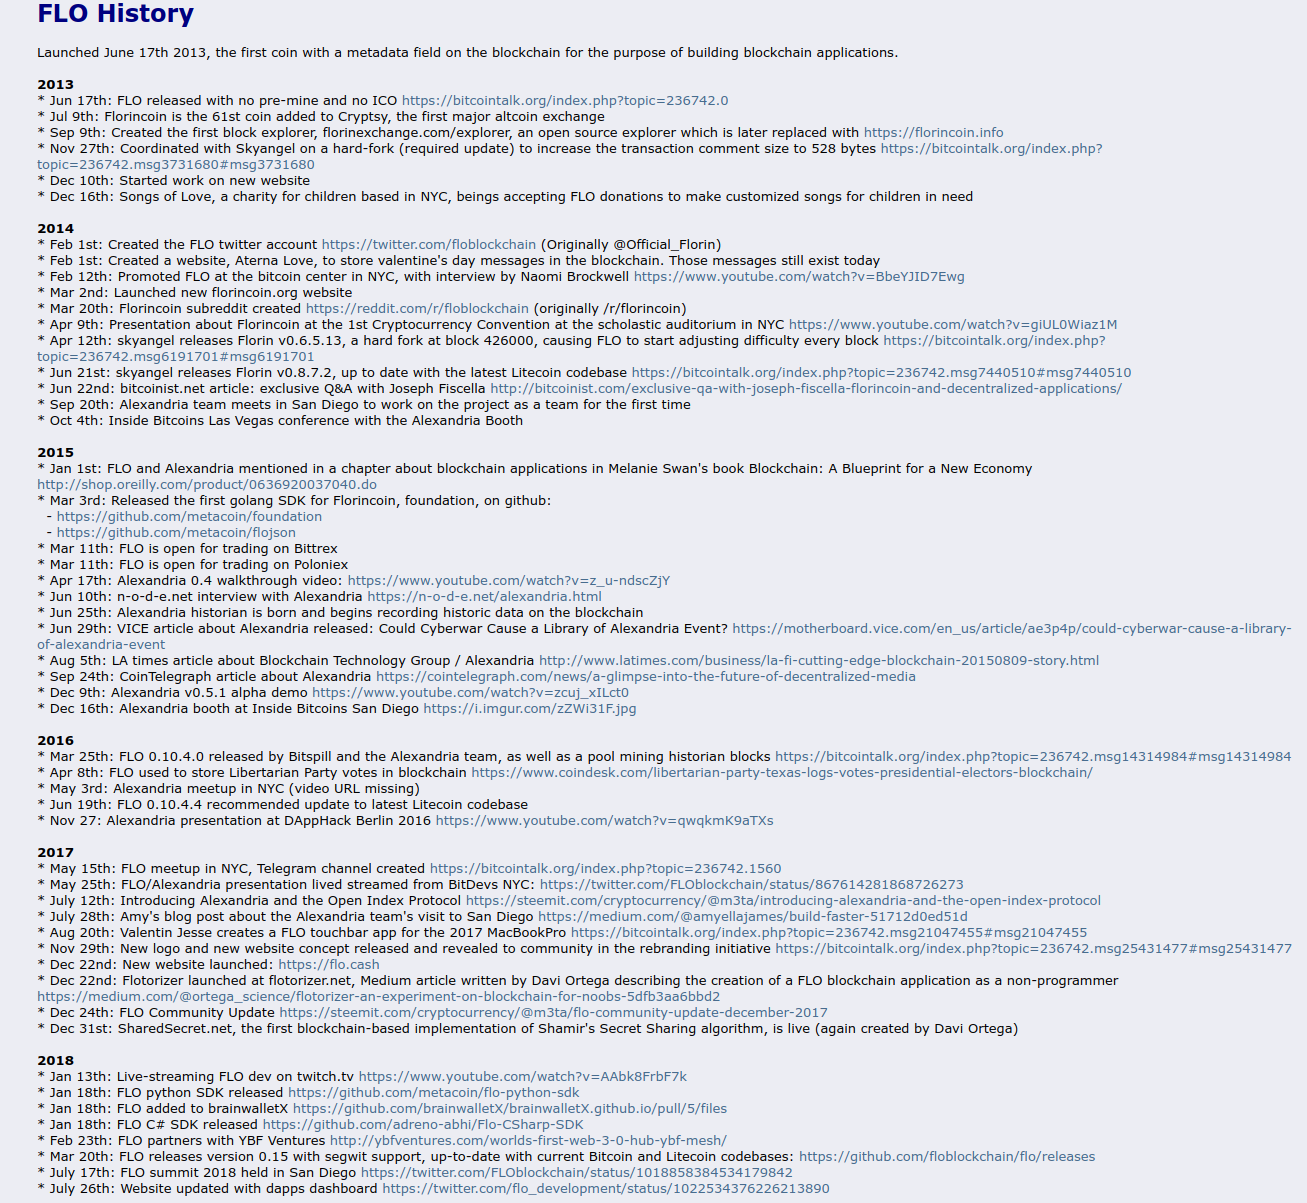 FLO History
Launched June 17th 2013, the first coin with a metadata field on the blockchain for the purpose of building blockchain applications.
2013
* Jun 17th: FLO released with no pre-mine and no ICO https://bitcointalk.org/index.php?topic=236742.0
* Jul 9th: Florincoin is the 61st coin added to Cryptsy, the first major altcoin exchange
* Sep 9th: Created the first block explorer, florinexchange.com/explorer, an open source explorer which is later replaced with https://florincoin.info
* Nov 27th: Coordinated with Skyangel on a hard-fork (required update) to increase the transaction comment size to 528 bytes https://bitcointalk.org/index.php?
topic=236742.msg3731680#msg3731680
* Dec 10th: Started work on new website
* Dec 16th: Songs of Love, a charity for children based in NYC, beings accepting FLO donations to make customized songs for children in need
2014
* Feb 1st: Created the FLO twitter account https://twitter.com/floblockchain (Originally @Official_Florin)
* Feb 1st: Created a website, Aterna Love, to store valentine's day messages in the blockchain. Those messages still exist today
* Feb 12th: Promoted FLO at the bitcoin center in NYC, with interview by Naomi Brockwell https://www.youtube.com/watch?v=BbeYJID7Ewg
* Mar 2nd: Launched new florincoin.org website
* Mar 20th: Florincoin subreddit created https://reddit.com/r/floblockchain (originally /r/florincoin)
* Apr 9th: Presentation about Florincoin at the 1st Cryptocurrency Convention at the scholastic auditorium in NYC https://www.youtube.com/watch?v=giUL0Wiaz1M
* Apr 12th: skyangel releases Florin v0.6.5.13, a hard fork at block 426000, causing FLO to start adjusting difficulty every block https://bitcointalk.org/index.php?
topic=236742.msg6191701#msg6191701
* Jun 21st: skyangel releases Florin v0.8.7.2, up to date with the latest Litecoin codebase https://bitcointalk.org/index.php?topic=236742.msg7440510#msg7440510
* Jun 22nd: bitcoinist.net article: exclusive Q&A with Joseph Fiscella http://bitcoinist.com/exclusive-qa-with-joseph-fiscella-florincoin-and-decentralized-applications/
* Sep 20th: Alexandria team meets in San Diego to work on the project as a team for the first time
* Oct 4th: Inside Bitcoins Las Vegas conference with the Alexandria Booth
2015
* Jan 1st: FLO and Alexandria mentioned in a chapter about blockchain applications in Melanie Swan's book Blockchain: A Blueprint for a New Economy
http://shop.oreilly.com/product/0636920037040.do
* Mar 3rd: Released the first golang SDK for Florincoin, foundation, on github:
- https://github.com/metacoin/foundation
- https://github.com/metacoin/flojson
* Mar 11th: FLO is open for trading on Bittrex
* Mar 11th: FLO is open for trading on Poloniex
* Apr 17th: Alexandria 0.4 walkthrough video: https://www.youtube.com/watch?v=z_u-ndscZjY
* Jun 10th: n-o-d-e.net interview with Alexandria https://n-o-d-e.net/alexandria.html
* Jun 25th: Alexandria historian is born and begins recording historic data on the blockchain
* Jun 29th: VICE article about Alexandria released: Could Cyberwar Cause a Library of Alexandria Event? https://motherboard.vice.com/en_us/article/ae3p4p/could-cyberwar-cause-a-library-
of-alexandria-event
* Aug 5th: LA times article about Blockchain Technology Group / Alexandria http://www.latimes.com/business/la-fi-cutting-edge-blockchain-20150809-story.html
* Sep 24th: CoinTelegraph article about Alexandria https://cointelegraph.com/news/a-glimpse-into-the-future-of-decentralized-media
* Dec 9th: Alexandria v0.5.1 alpha demo https://www.youtube.com/watch?v=zcuj_xILct0
* Dec 16th: Alexandria booth at Inside Bitcoins San Diego https://i.imgur.com/zZWi31F.jpg
2016
* Mar 25th: FLO 0.10.4.0 released by Bitspill and the Alexandria team, as well as a pool mining historian blocks https://bitcointalk.org/index.php?topic=236742.msg14314984#msg14314984
* Apr 8th: FLO used to store Libertarian Party votes in blockchain https://www.coindesk.com/libertarian-party-texas-logs-votes-presidential-electors-blockchain/
* May 3rd: Alexandria meetup in NYC (video URL missing)
* Jun 19th: FLO 0.10.4.4 recommended update to latest Litecoin codebase
* Nov 27: Alexandria presentation at DAppHack Berlin 2016 https://www.youtube.com/watch?v=qwqkmK9aTXs
2017
* May 15th: FLO meetup in NYC, Telegram channel created https://bitcointalk.org/index.php?topic=236742.1560
* May 25th: FLO/Alexandria presentation lived streamed from BitDevs NYC: https://twitter.com/FLOblockchain/status/867614281868726273
* July 12th: Introducing Alexandria and the Open Index Protocol https://steemit.com/cryptocurrency/@m3ta/introducing-alexandria-and-the-open-index-protocol
* July 28th: Amy's blog post about the Alexandria team's visit to San Diego https://medium.com/@amyellajames/build-faster-51712d0ed51d
* Aug 20th: Valentin Jesse creates a FLO touchbar app for the 2017 MacBookPro https://bitcointalk.org/index.php?topic=236742.msg21047455#msg21047455
* Nov 29th: New logo and new website concept released and revealed to community in the rebranding initiative https://bitcointalk.org/index.php?topic=236742.msg25431477#msg25431477
* Dec 22nd: New website launched: https://flo.cash
* Dec 22nd: Flotorizer launched at flotorizer.net, Medium article written by Davi Ortega describing the creation of a FLO blockchain application as a non-programmer
https://medium.com/@ortega_science/flotorizer-an-experiment-on-blockchain-for-noobs-5dfb3aa6bbd2
* Dec 24th: FLO Community Update https://steemit.com/cryptocurrency/@m3ta/flo-community-update-december-2017
* Dec 31st: SharedSecret.net, the first blockchain-based implementation of Shamir's Secret Sharing algorithm, is live (again created by Davi Ortega)
2018
* Jan 13th: Live-streaming FLO dev on twitch.tv https://www.youtube.com/watch?v=AAbk8FrbF7k
* Jan 18th: FLO python SDK released https://github.com/metacoin/flo-python-sdk
* Jan 18th: FLO added to brainwalletX https://github.com/brainwalletX/brainwalletX.github.io/pull/5/files
* Jan 18th: FLO C# SDK released https://github.com/adreno-abhi/Flo-CSharp-SDK
* Feb 23th: FLO partners with YBF Ventures http://ybfventures.com/worlds-first-web-3-0-hub-ybf-mesh/
* Mar 20th: FLO releases version 0.15 with segwit support, up-to-date with current Bitcoin and Litecoin codebases: https://github.com/floblockchain/flo/releases
* July 17th: FLO summit 2018 held in San Diego https://twitter.com/FLOblockchain/status/1018858384534179842
* July 26th: Website updated with dapps dashboard https://twitter.com/flo_development/status/1022534376226213890